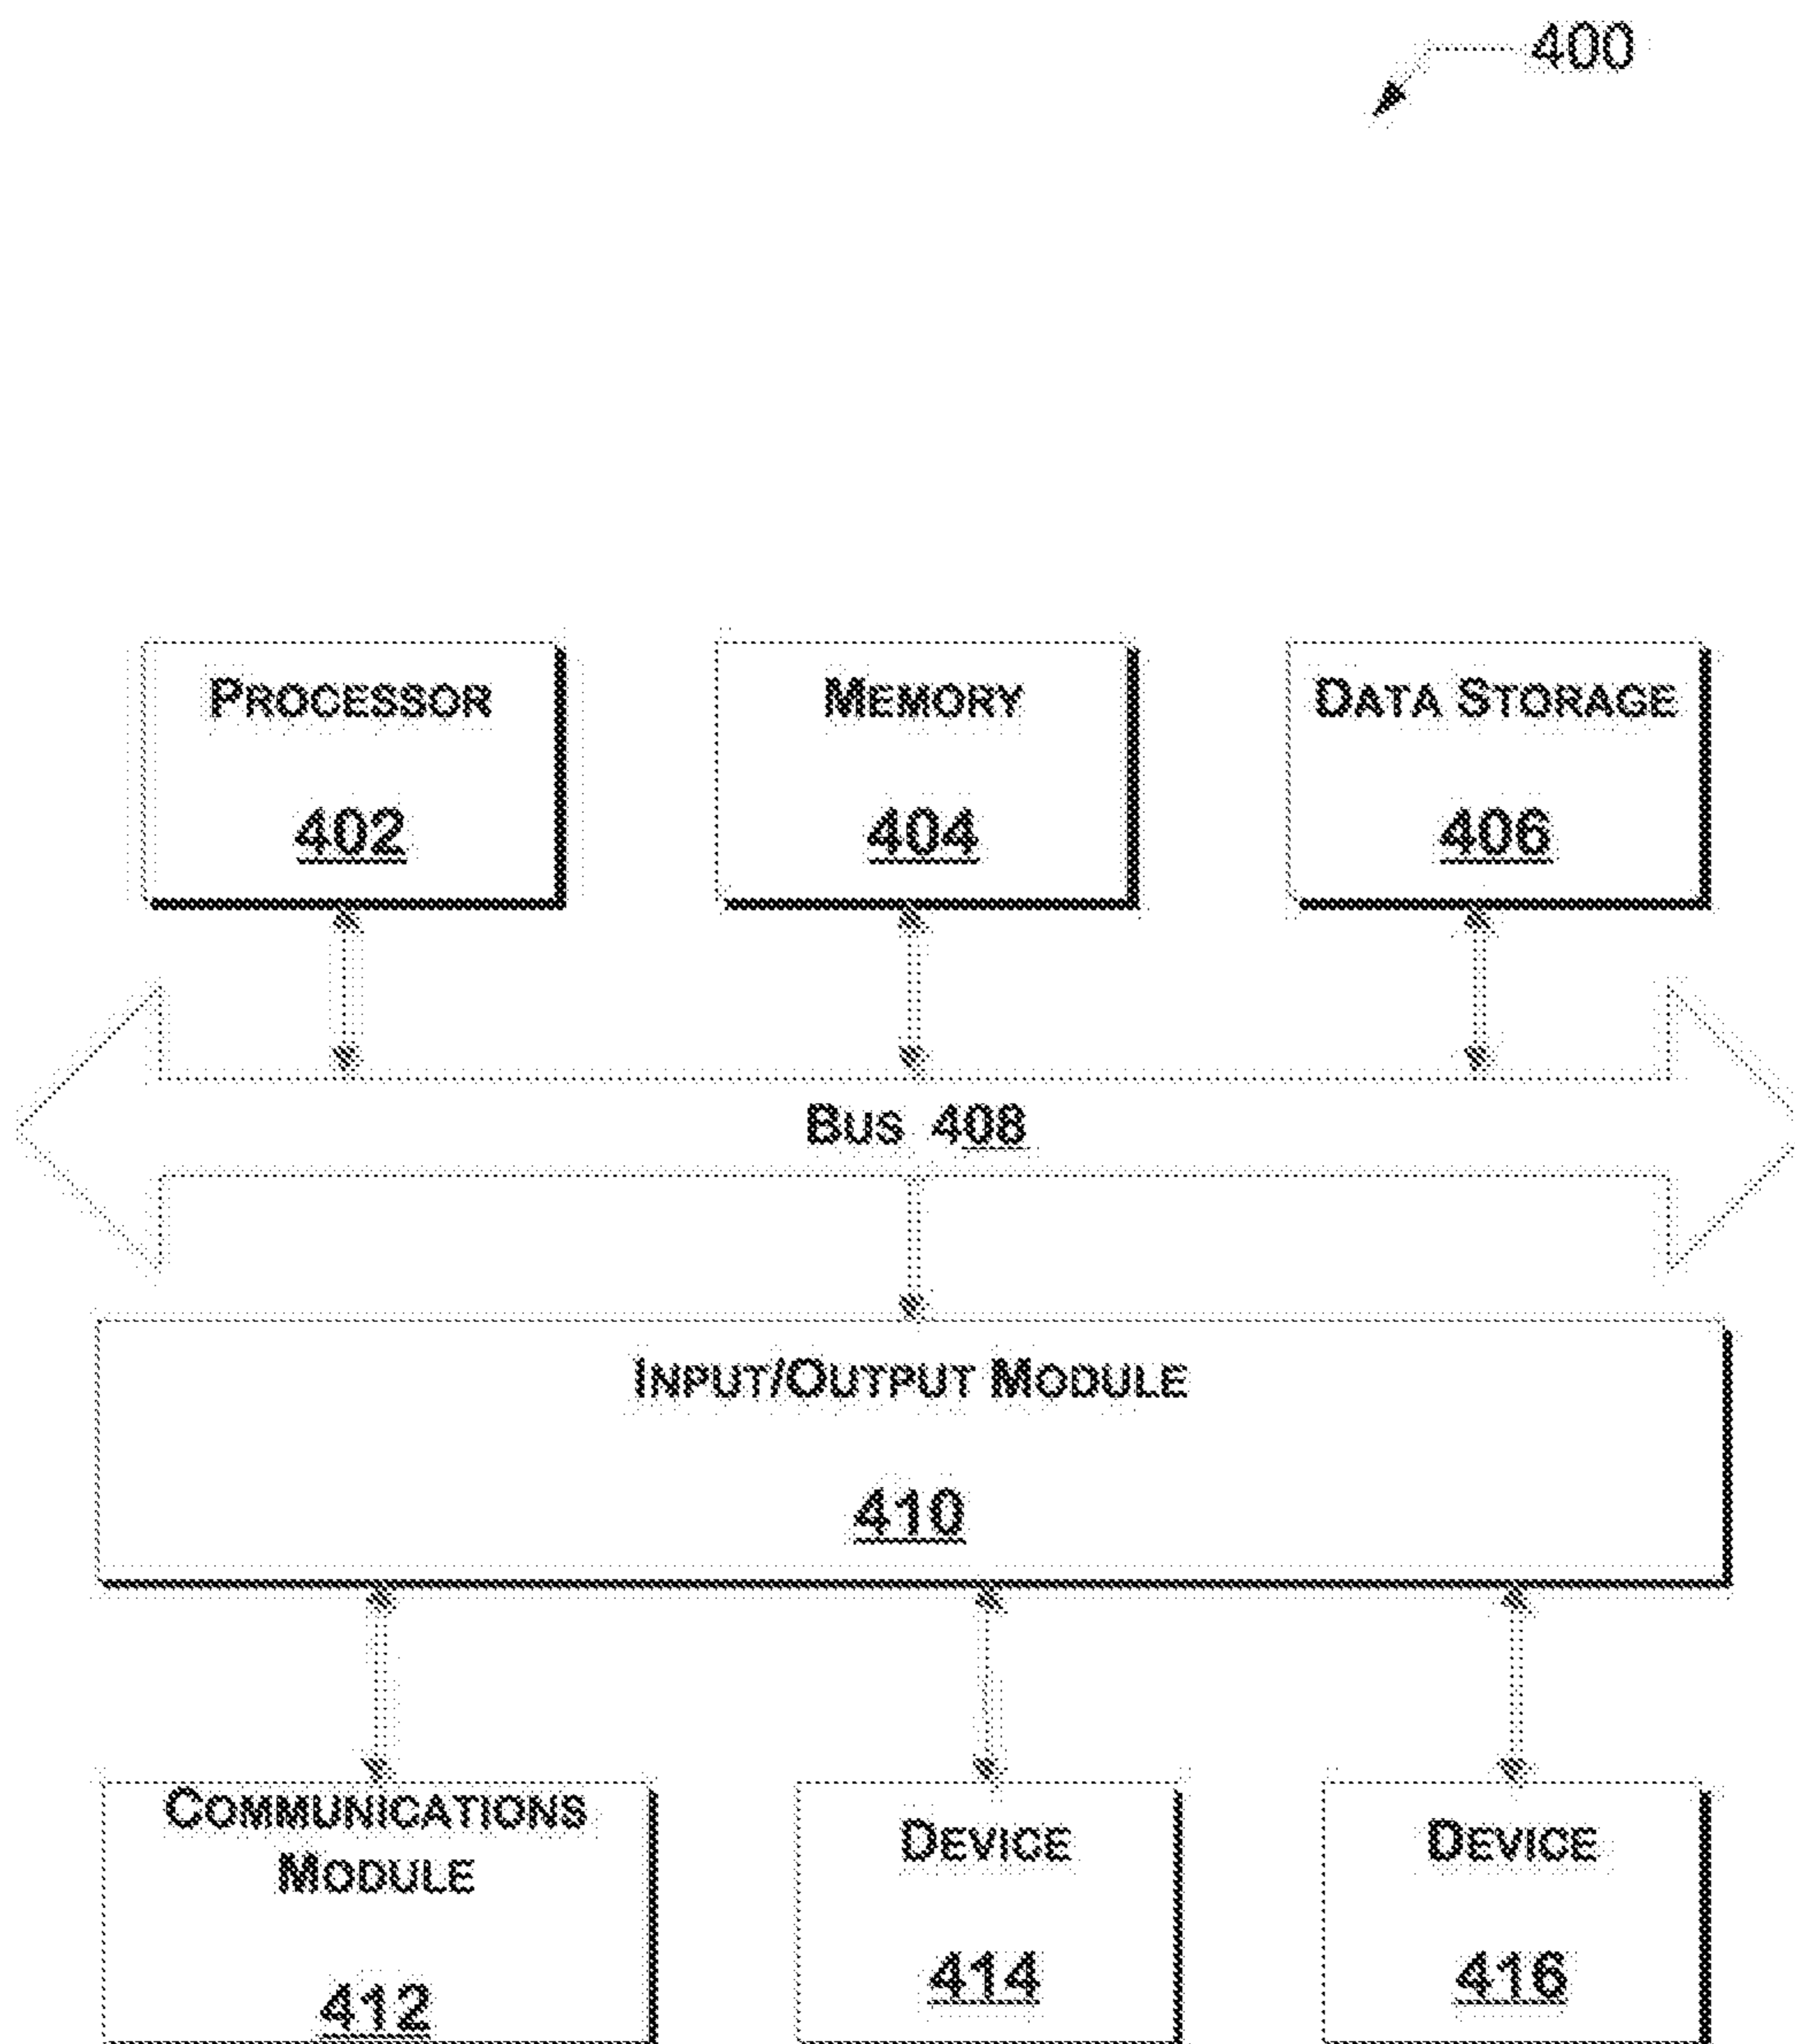 400
PROCESSOR
402
MEMORY
404
DATA STORAGE
406
BUS 408
INPUT/OUTPUT MODULE
410
COMMUNICATIONS
MODULE
412
DEVICE
414
DEVICE
416